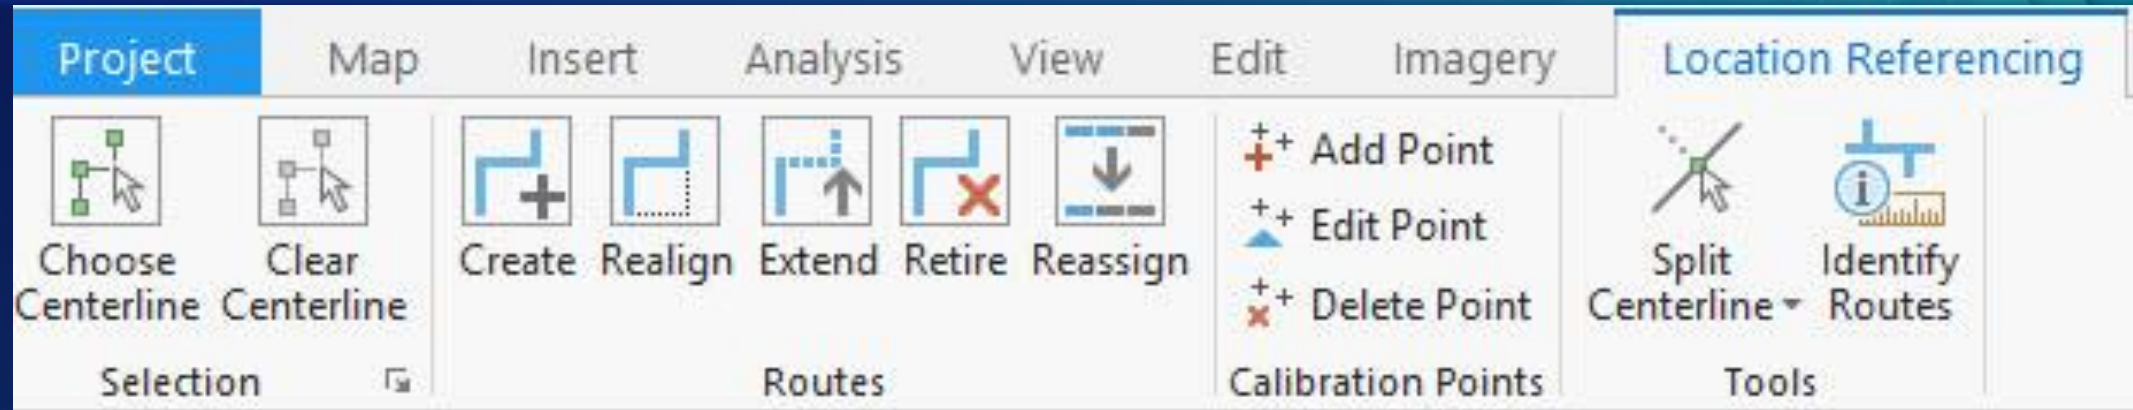 Project Map Insert Analysis View Edit Imagery Location Referencing
Choose Centerline
Clear Centerline
Create
Realign
Extend
Retire
Reassign
Add Point
Edit Point
Delete Point
Split Centerline
Identify Routes
Selection
Routes
Calibration Points
Tools